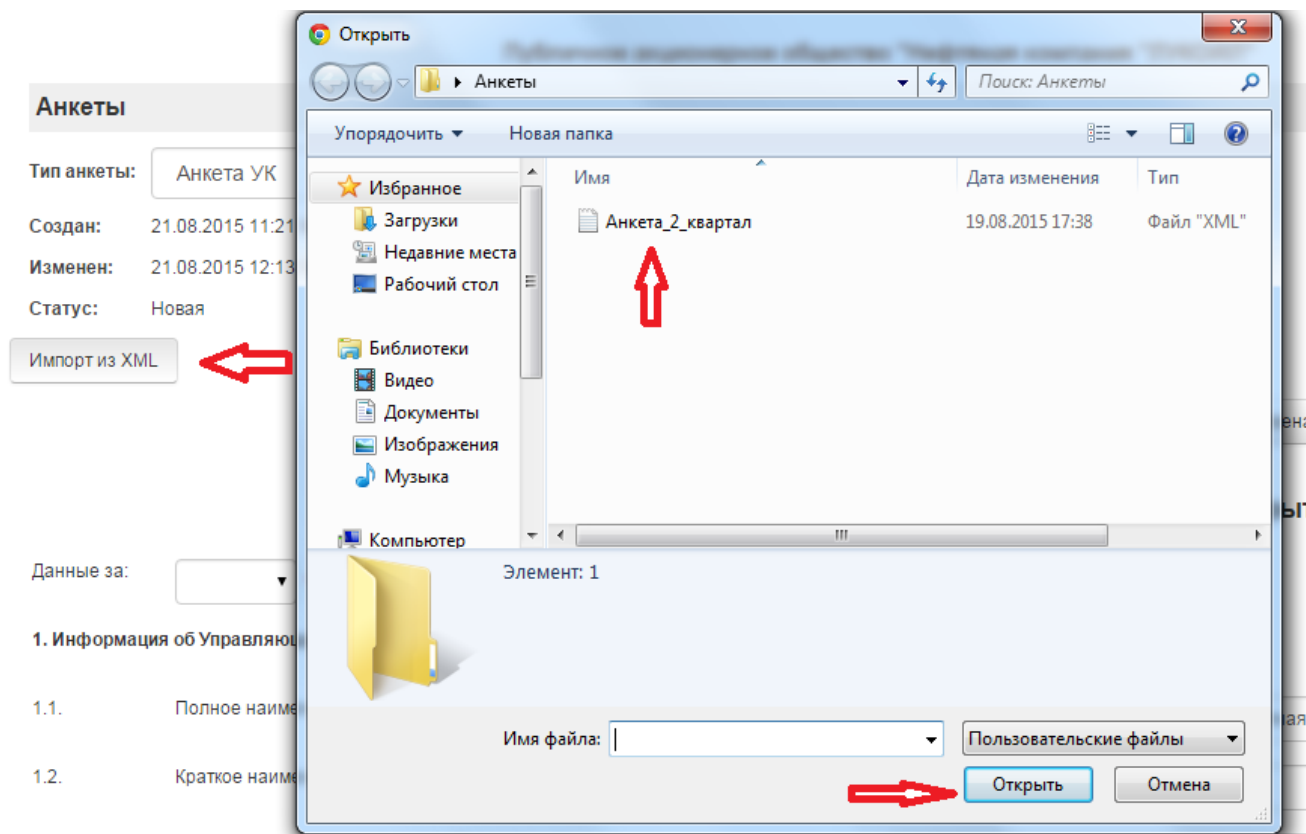 Открыть
Анкеты
Поиск: Анкеты
Анкеты
Упорядочить
Новая папка
Тип анкеты:
Анкета УК
Избранное
Имя
Дата изменения
Тип
Создан:
21.08.2015 11:21
Загрузки
Анкета_2_квартал
19.08.2015 17:38
Файл "XML"
Недавние места
Изменен:
21.08.2015 12:13
Рабочий стол
Статус:
Новая
Импорт из XML
Библиотеки
Видео
Документы
Изображения
Музыка
Компьютер
Данные за:
Элемент: 1
1. Информация об
1.1.
Полное
Имя файла:
Пользовательские файлы
1.2.
Краткое
Открыть
Отмена